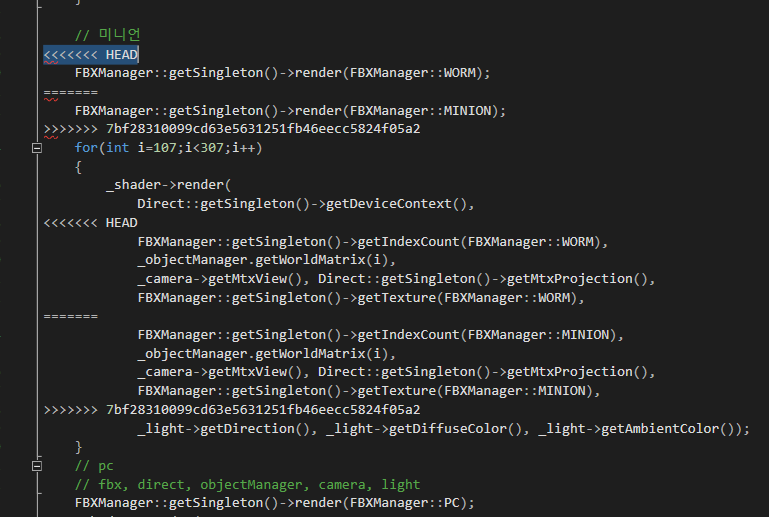 }
// 미니언
<<<<<<< HEAD
FBXManager::getSingleton()->render(FBXManager::WORM);
=======
FBXManager::getSingleton()->render(FBXManager::MINION);
>>>>>>> 7bf28310099cd63e5631251fb46eecc5824f05a2
for(int i=107;i<307;i++)
{
_shader->render(
Direct::getSingleton()->getDeviceContext(),
<<<<<<< HEAD
FBXManager::getSingleton()->getIndexCount(FBXManager::WORM),
_objectManager.getWorldMatrix(i),
_camera->getMtxView(), Direct::getSingleton()->getMtxProjection(),
FBXManager::getSingleton()->getTexture(FBXManager::WORM),
=======
FBXManager::getSingleton()->getIndexCount(FBXManager::MINION),
_objectManager.getWorldMatrix(i),
_camera->getMtxView(), Direct::getSingleton()->getMtxProjection(),
FBXManager::getSingleton()->getTexture(FBXManager::MINION),
>>>>>>> 7bf28310099cd63e5631251fb46eecc5824f05a2
_light->getDirection(), _light->getDiffuseColor(), _light->getAmbientColor());
}
// pc
// fbx, direct, objectManager, camera, light
FBXManager::getSingleton()->render(FBXManager::PC);